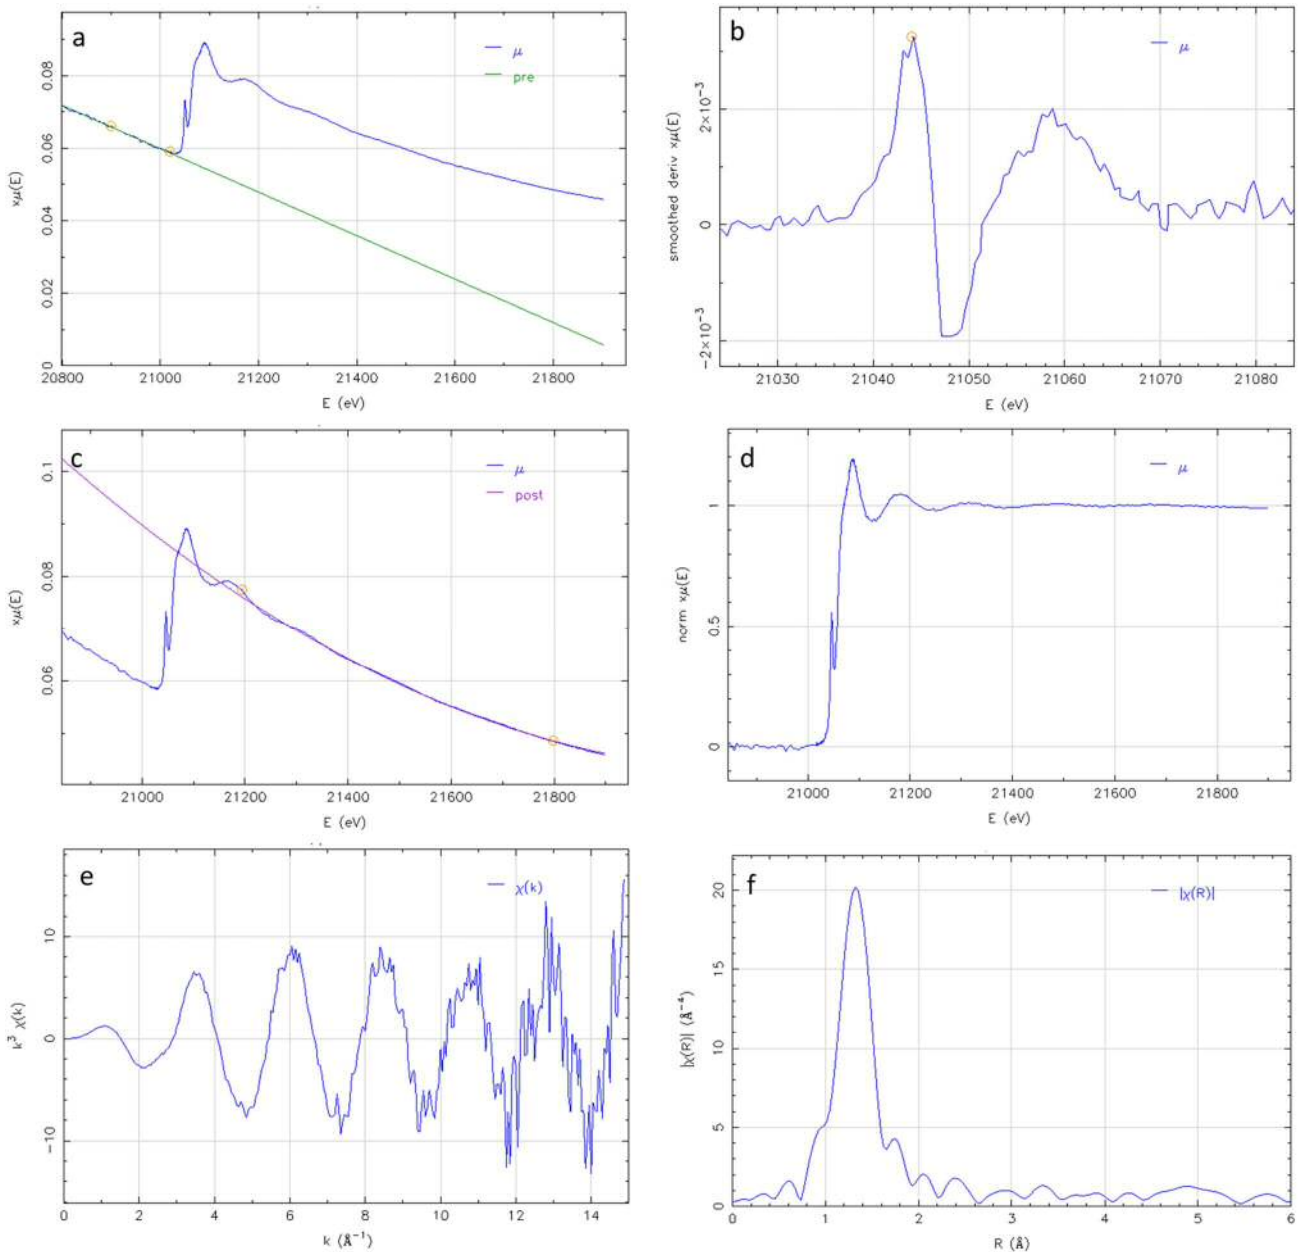 a
μ
pre
0.08
0.06
0.04
0.02
0
xμ(E)
20800 21000 21200 21400 21600 21800
E (eV)
b
μ
2×10⁻³
0
−2×10⁻³
smoothed deriv xμ(E)
21030 21040 21050 21060 21070 21080
E (eV)
c
μ
post
0.1
0.08
0.06
xμ(E)
21000 21200 21400 21600 21800
E (eV)
d
μ
1
0.5
0
norm xμ(E)
21000 21200 21400 21600 21800
E (eV)
e
χ(k)
10
0
−10
k³ χ(k)
0 2 4 6 8 10 12 14
k (Å⁻¹)
f
|χ(R)|
20
15
10
5
0
|χ(R)| (Å⁻⁴)
0 1 2 3 4 5 6
R (Å)